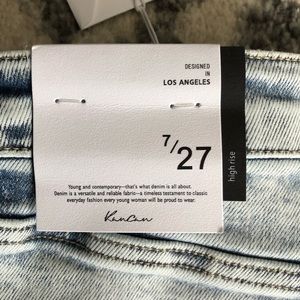 DESIGNED
IN
LOS ANGELES
7/27
high rise
Young and contemporary—that's what denim is all about.
Denim is a versatile and reliable fabric—a timeless testament to classic
everyday fashion every young woman will be proud to wear.
KanCan